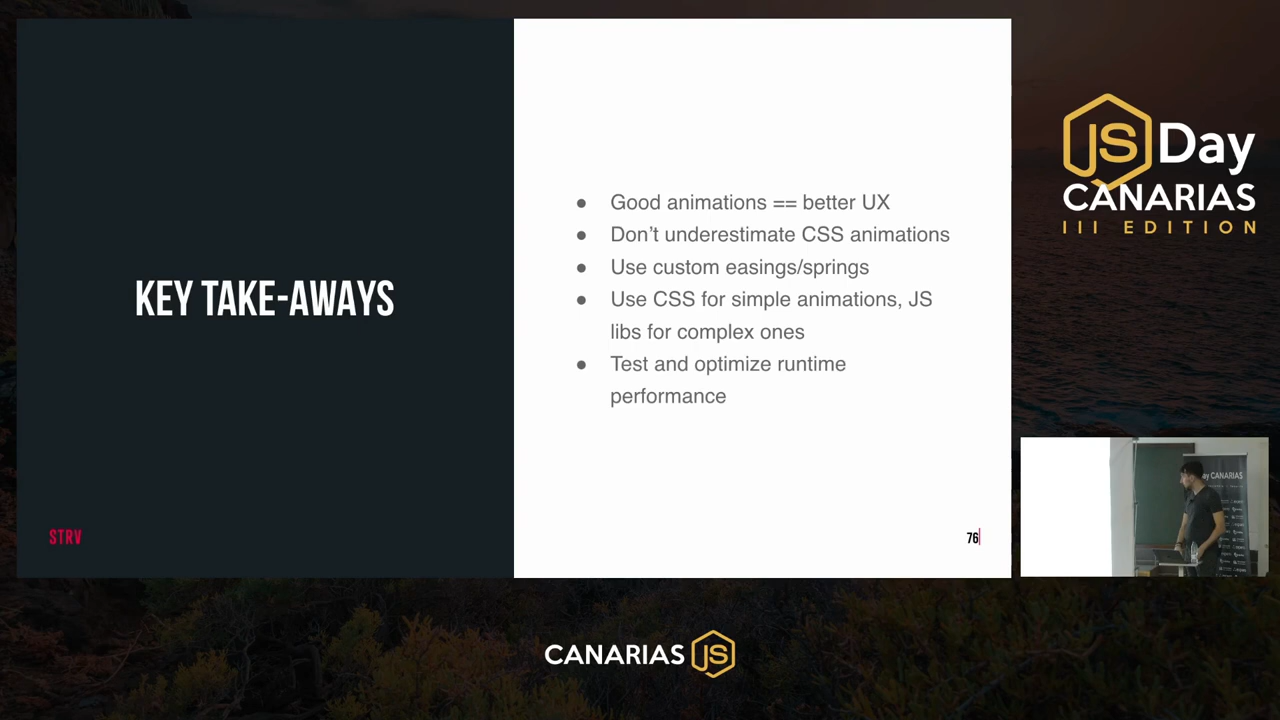 KEY TAKE-AWAYS
● Good animations == better UX
● Don’t underestimate CSS animations
● Use custom easings/springs
● Use CSS for simple animations, JS
libs for complex ones
● Test and optimize runtime
performance
STRV
76
JS Day
CANARIAS
III EDITION
ay CANARIAS
CANARIAS JS